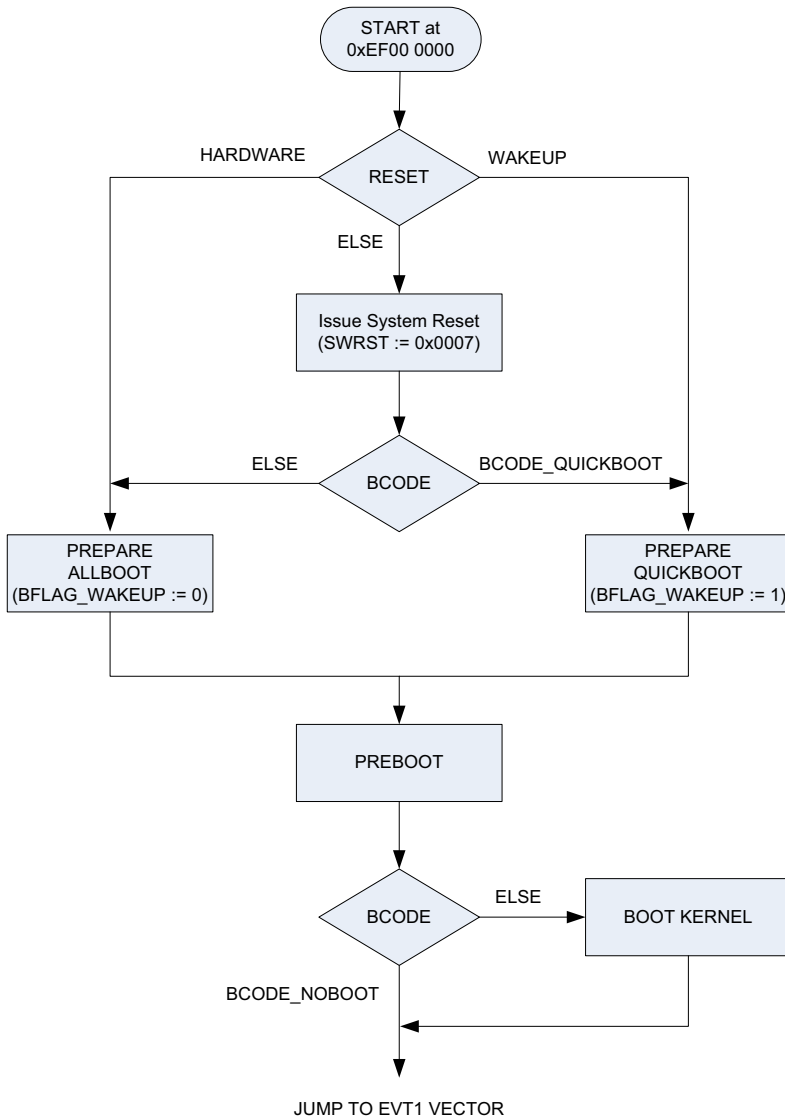 START at
0xEF00 0000
HARDWARE
WAKEUP
RESET
ELSE
Issue System Reset
(SWRST := 0x0007)
ELSE
BCODE_QUICKBOOT
BCODE
PREPARE
ALLBOOT
(BFLAG_WAKEUP := 0)
PREPARE
QUICKBOOT
(BFLAG_WAKEUP := 1)
PREBOOT
ELSE
BCODE
BOOT KERNEL
BCODE_NOBOOT
JUMP TO EVT1 VECTOR